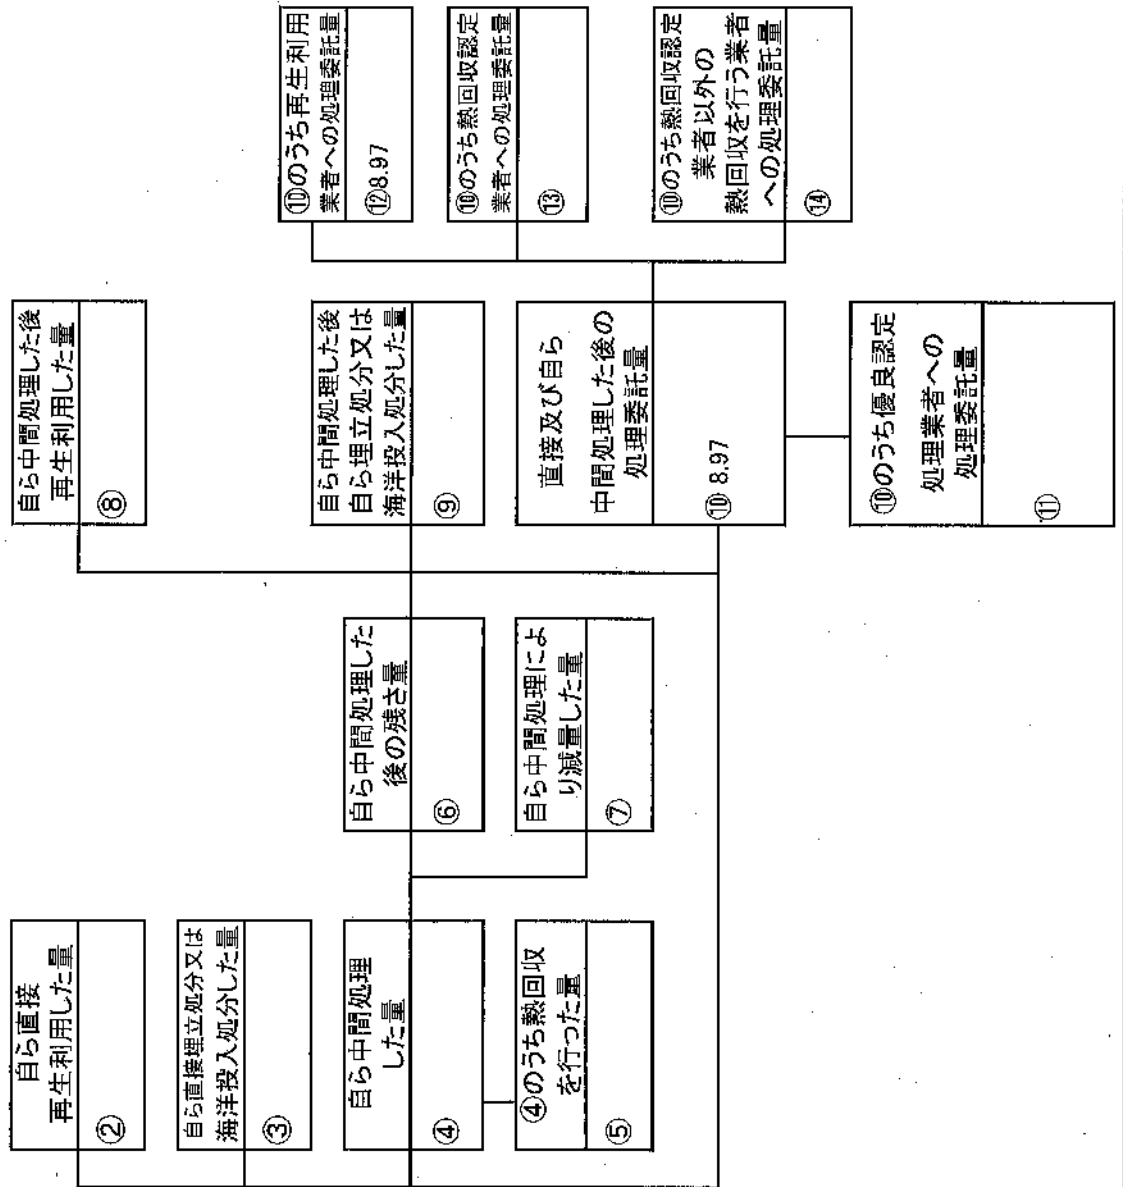 自ら直接
再生利用した量
②
自ら直接埋立処分又は
海洋投入処分した量
③
自ら中間処理
した量
④
④のうち熱回収
を行った量
⑤
自ら中間処理した
後の残さ量
⑥
自ら中間処理によ
り減量した量
⑦
自ら中間処理した後
再生利用した量
⑧
自ら中間処理した後
自ら埋立処分又は
海洋投入処分した量
⑨
直接及び自ら
中間処理した後の
処理委託量
⑩ 8.97
⑩のうち優良認定
処理業者への
処理委託量
⑪
⑩のうち再生利用
業者への処理委託量
⑫8.97
⑩のうち熱回収認定
業者への処理委託量
⑬
⑩のうち熱回収認定
業者以外の
熱回収を行う業者
への処理委託量
⑭